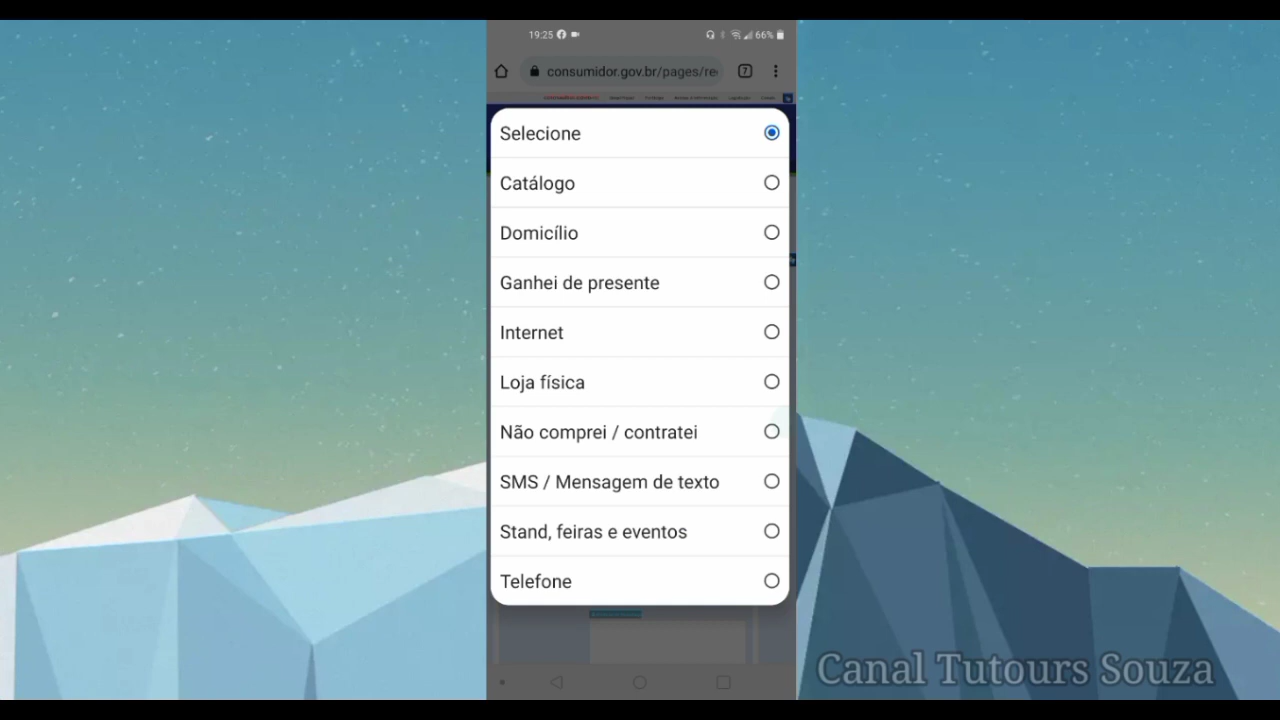 19:25
66%
consumidor.gov.br/pages/re
7
Selecione
Catálogo
Domicílio
Ganhei de presente
Internet
Loja física
Não comprei / contratei
SMS / Mensagem de texto
Stand, feiras e eventos
Telefone
Canal Tutours Souza